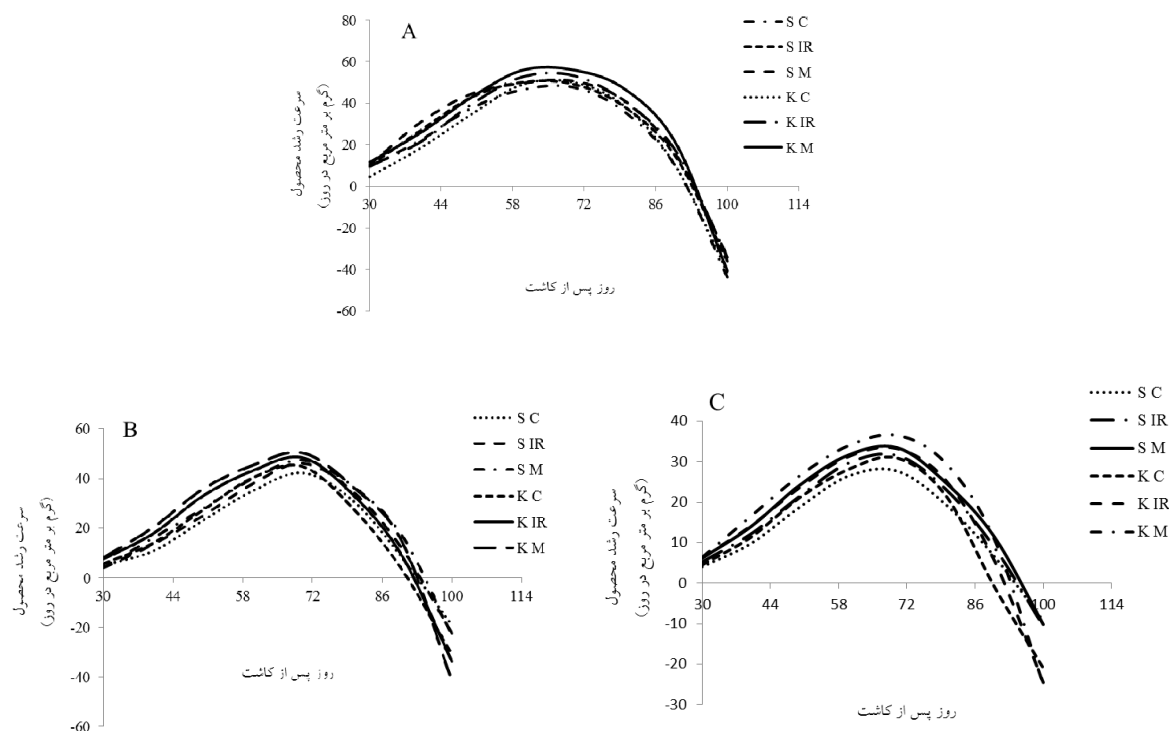 A
80
60
40
20
0
-20
-40
-60
30 44 58 72 86 100 114
سرعت رشد محصول
(گرم بر متر مربع در روز)
روز پس از کاشت
S C
S IR
S M
K C
K IR
K M
B
60
40
20
0
-20
-40
-60
30 44 58 72 86 100 114
سرعت رشد محصول
(گرم بر متر مربع در روز)
روز پس از کاشت
S C
S IR
S M
K C
K IR
K M
C
40
30
20
10
0
-10
-20
-30
30 44 58 72 86 100 114
سرعت رشد محصول
(گرم بر متر مربع در روز)
روز پس از کاشت
S C
S IR
S M
K C
K IR
K M